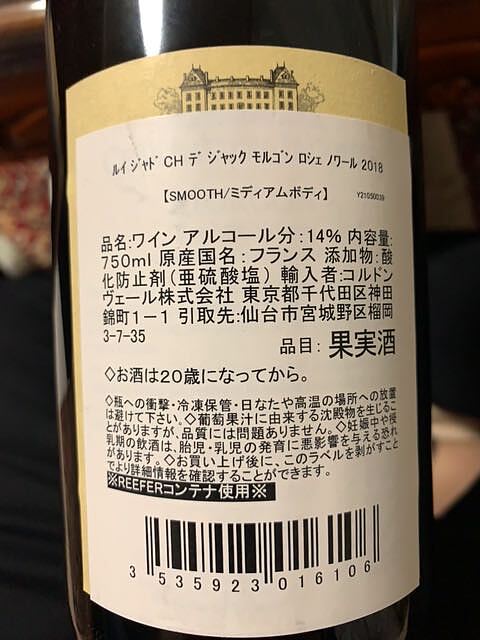 ルイ ジャド CH デ ジャック モルゴン ロシェ ノワール 2018
【SMOOTH/ミディアムボディ】
Y21050039
品名:ワイン アルコール分:14% 内容量:
750ml 原産国名:フランス 添加物:酸
化防止剤(亜硫酸塩) 輸入者:コルドン
ヴェール株式会社 東京都千代田区神田
錦町1-1 引取先:仙台市宮城野区榴岡
3-7-35
品目: 果実酒
◇お酒は20歳になってから。
◇瓶への衝撃・冷凍保管・日なたや高温の場所への放置
は避けて下さい。◇葡萄果汁に由来する沈殿物を生じるこ
とがありますが、品質には問題ありません。◇妊娠中や授
乳期の飲酒は、胎児・乳児の発育に悪影響を与える恐れ
があります。◇お買い上げ後に、このラベルを剥がすこと
でより詳細情報を確認することができます。
※REEFERコンテナ使用※
3 535923 016106